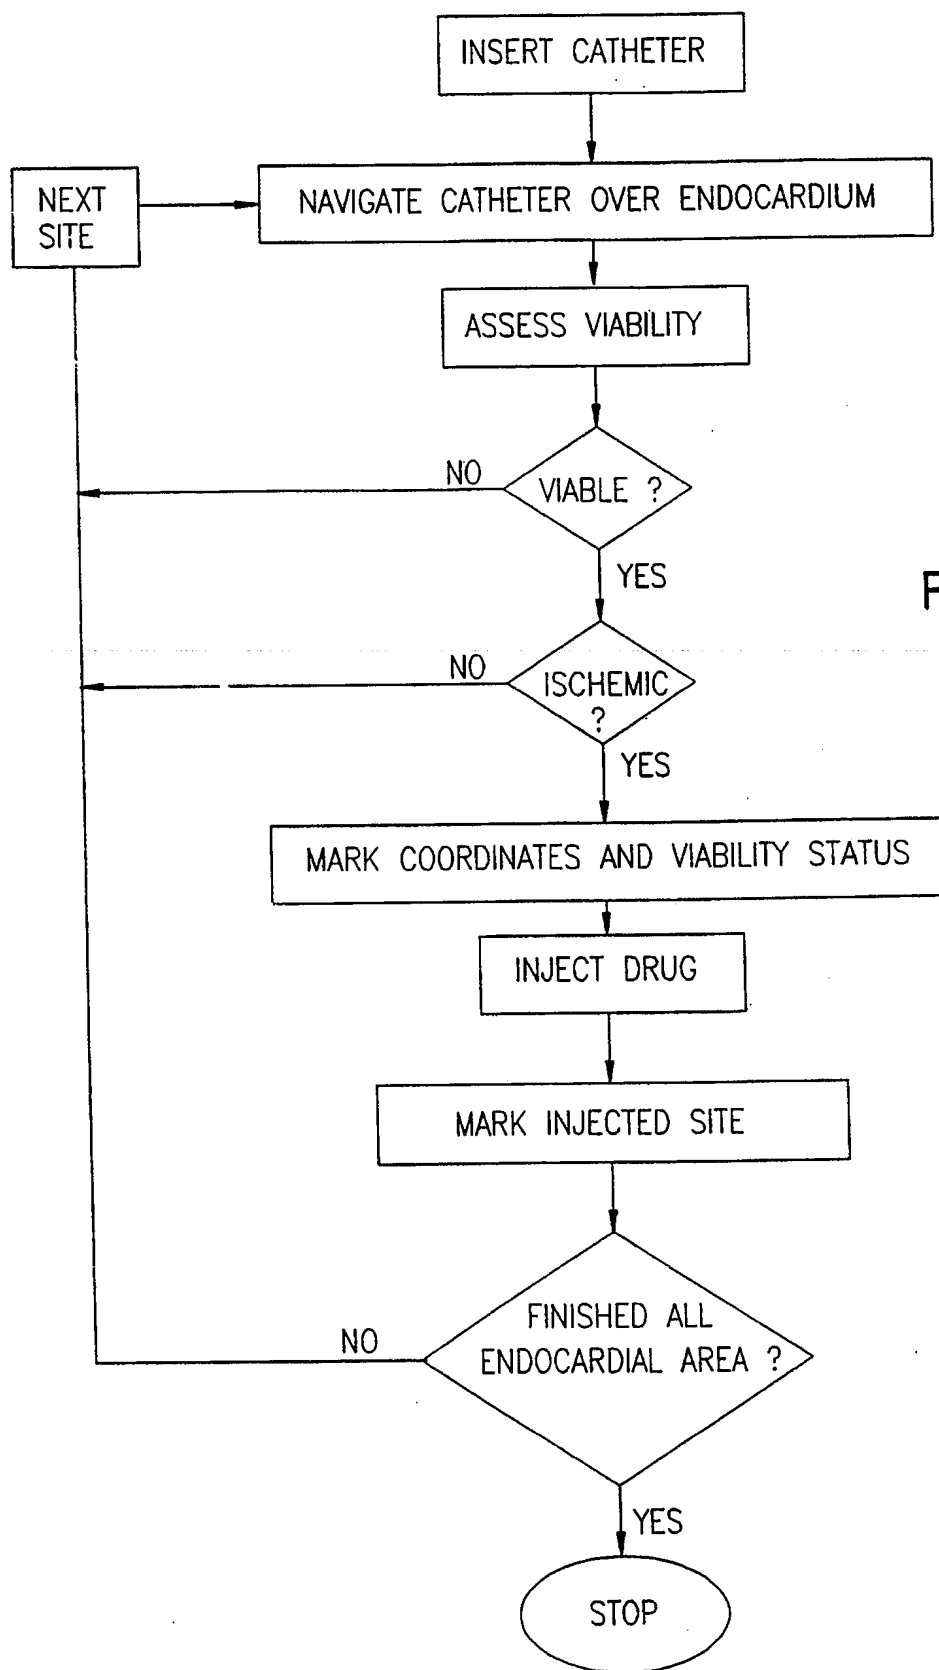 INSERT CATHETER
NEXT
SITE
NAVIGATE CATHETER OVER ENDOCARDIUM
ASSESS VIABILITY
NO
VIABLE ?
YES
F
NO
ISCHEMIC
?
YES
MARK COORDINATES AND VIABILITY STATUS
INJECT DRUG
MARK INJECTED SITE
FINISHED ALL
NO
ENDOCARDIAL AREA ?
YES
STOP